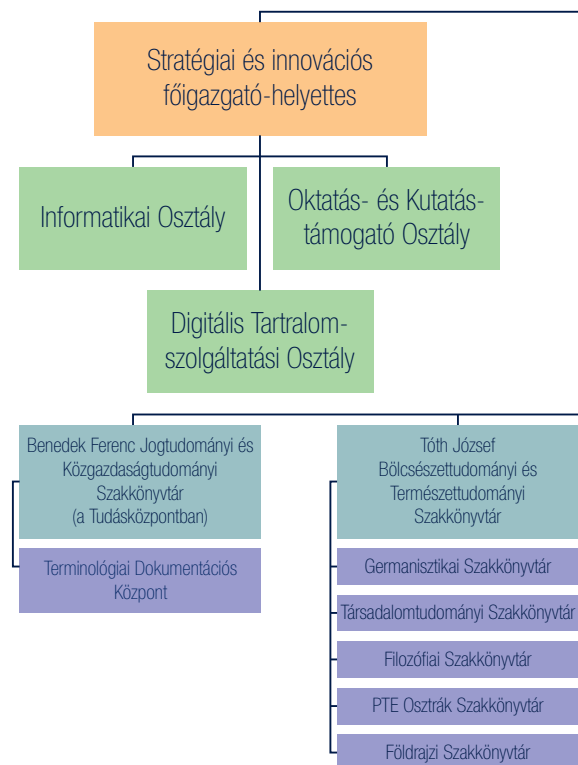 Stratégiai és innovációs
főigazgató-helyettes
Informatikai Osztály
Oktatás- és Kutatás-
támogató Osztály
Digitális Tartralom-
szolgáltatási Osztály
Benedek Ferenc Jogtudományi és
Közgazdaságtudományi
Szakkönyvtár
(a Tudásközpontban)
Terminológiai Dokumentációs
Központ
Tóth József
Bölcsészettudományi és
Természettudományi
Szakkönyvtár
Germanisztikai Szakkönyvtár
Társadalomtudományi Szakkönyvtár
Filozófiai Szakkönyvtár
PTE Osztrák Szakkönyvtár
Földrajzi Szakkönyvtár